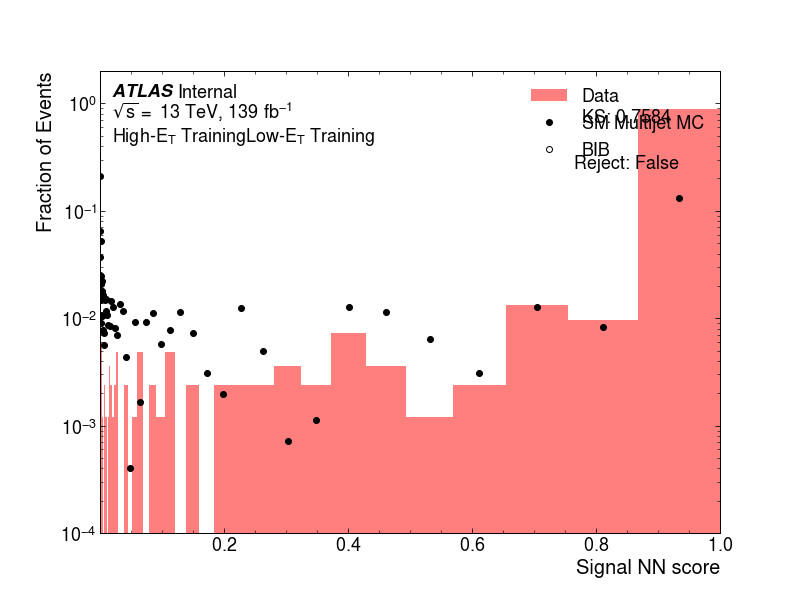 Fraction of Events
10⁰
10⁻¹
10⁻²
10⁻³
10⁻⁴
ATLAS Internal
√s = 13 TeV, 139 fb⁻¹
High-E_T TrainingLow-E_T Training
Data
KS: 0.7584
SM Multijet MC
BIB
Reject: False
0.2 0.4 0.6 0.8 1.0
Signal NN score